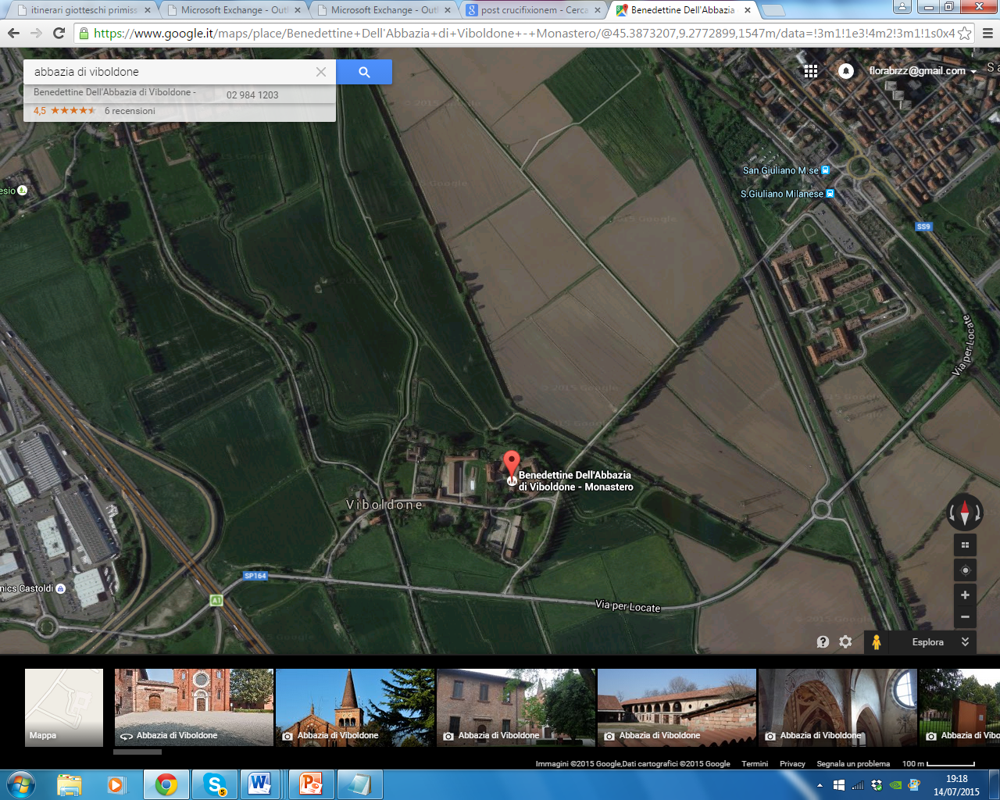 itinerari giotteschi primiss
Microsoft Exchange - Outl
Microsoft Exchange - Outl
post crucifixionem - Cerca
Benedettine Dell'Abbazia
https://www.google.it/maps/place/Benedettine+Dell'Abbazia+di+Viboldone+-+Monastero/@45.3873207,9.2772899,1547m/data=!3m1!1e3!4m2!3m1!1s0x4
abbazia di viboldone
florabrzz@gmail.com
Benedettine Dell'Abbazia di Viboldone -
02 984 1203
4,5 6 recensioni
San Giuliano M.se
esio
S.Giuliano Milanese
SS9
Via per Locate
Benedettine Dell'Abbazia
di Viboldone - Monastero
Viboldone
SP164
nics Castoldi
A1
Via per Locate
©2015 Google
Esplora
Mappa
Abbazia di Viboldone
Abbazia di Viboldone
Abbazia di Viboldone
Abbazia di Viboldone
Abbazia di Viboldone
Abbazia di Vibo
Immagini ©2015 Google,Dati cartografici ©2015 Google Termini Privacy Segnala un problema 100 m
5
19:18
14/07/2015